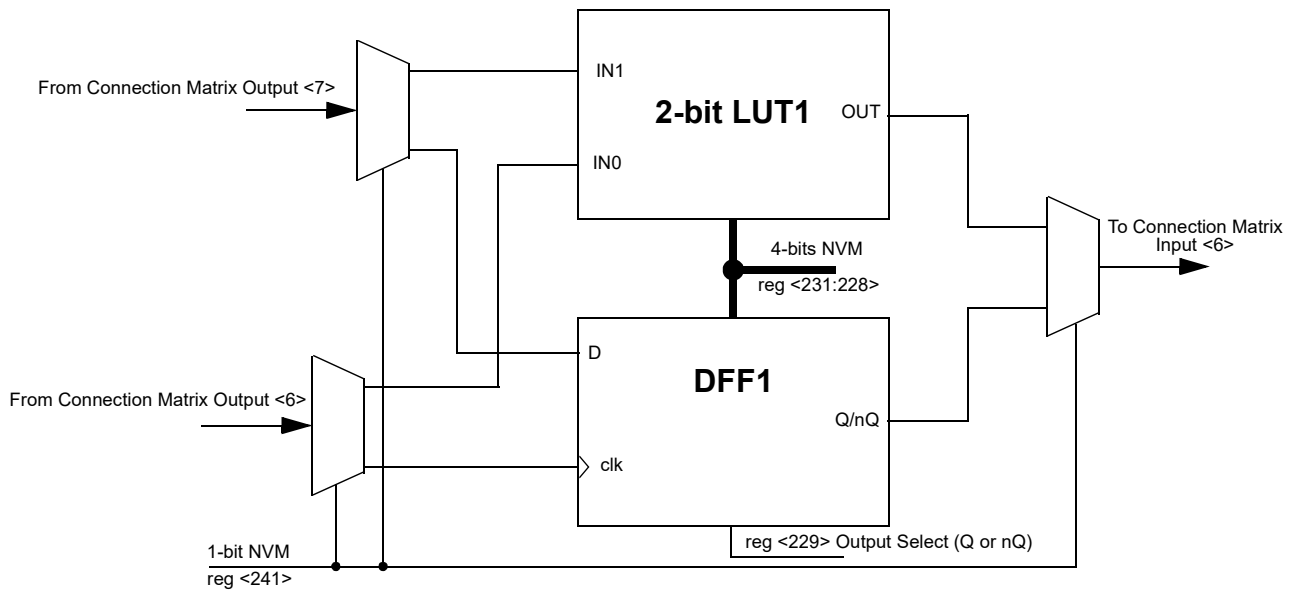 From Connection Matrix Output <7>
IN1
2-bit LUT1
OUT
IN0
To Connection Matrix
Input <6>
4-bits NVM
reg <231:228>
D
DFF1
From Connection Matrix Output <6>
Q/nQ
clk
reg <229> Output Select (Q or nQ)
1-bit NVM
reg <241>